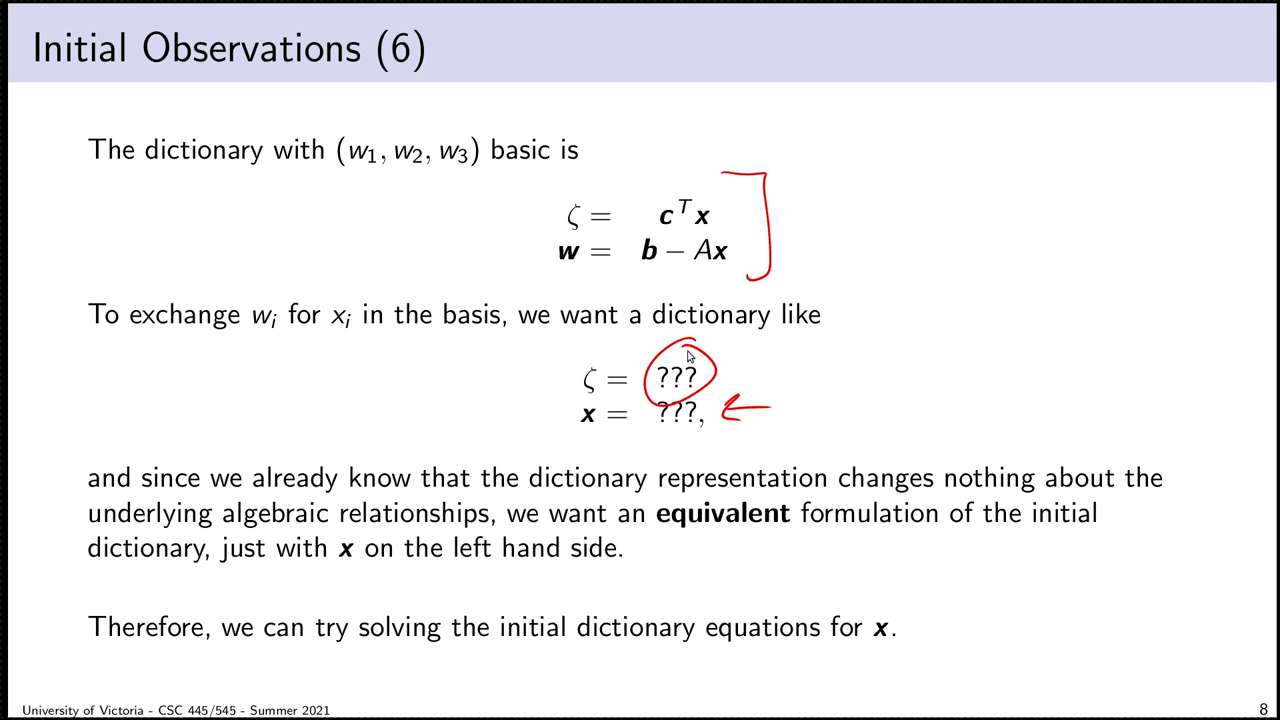 Initial Observations (6)
The dictionary with (w₁, w₂, w₃) basic is
ζ = cᵀx
w = b − Ax
To exchange wᵢ for xᵢ in the basis, we want a dictionary like
ζ = ???
x = ???,
and since we already know that the dictionary representation changes nothing about the
underlying algebraic relationships, we want an equivalent formulation of the initial
dictionary, just with x on the left hand side.
Therefore, we can try solving the initial dictionary equations for x.
University of Victoria - CSC 445/545 - Summer 2021
8